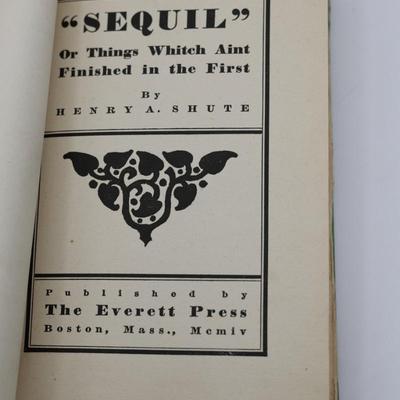 “SEQUIL”
Or Things Whitch Aint
Finished in the First
By
HENRY A. SHUTE
Published by
The Everett Press
Boston, Mass., Mcmiv